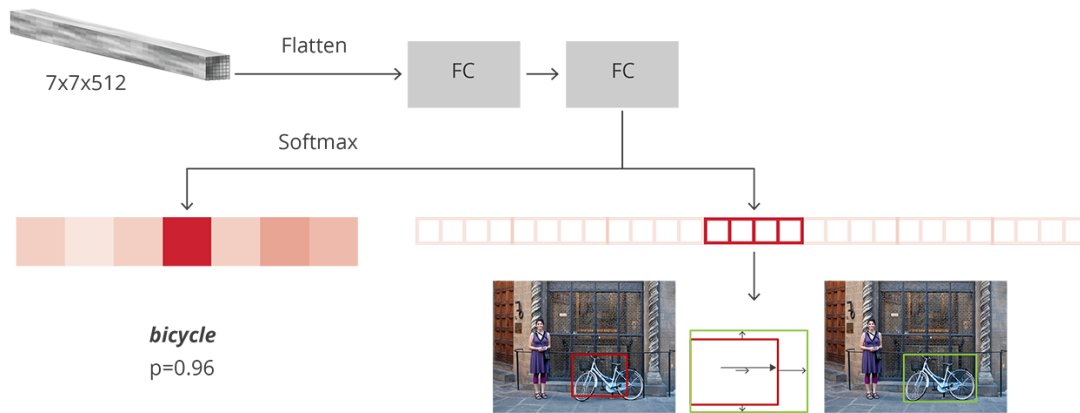 Flatten
7x7x512
FC
FC
Softmax
bicycle
p=0.96